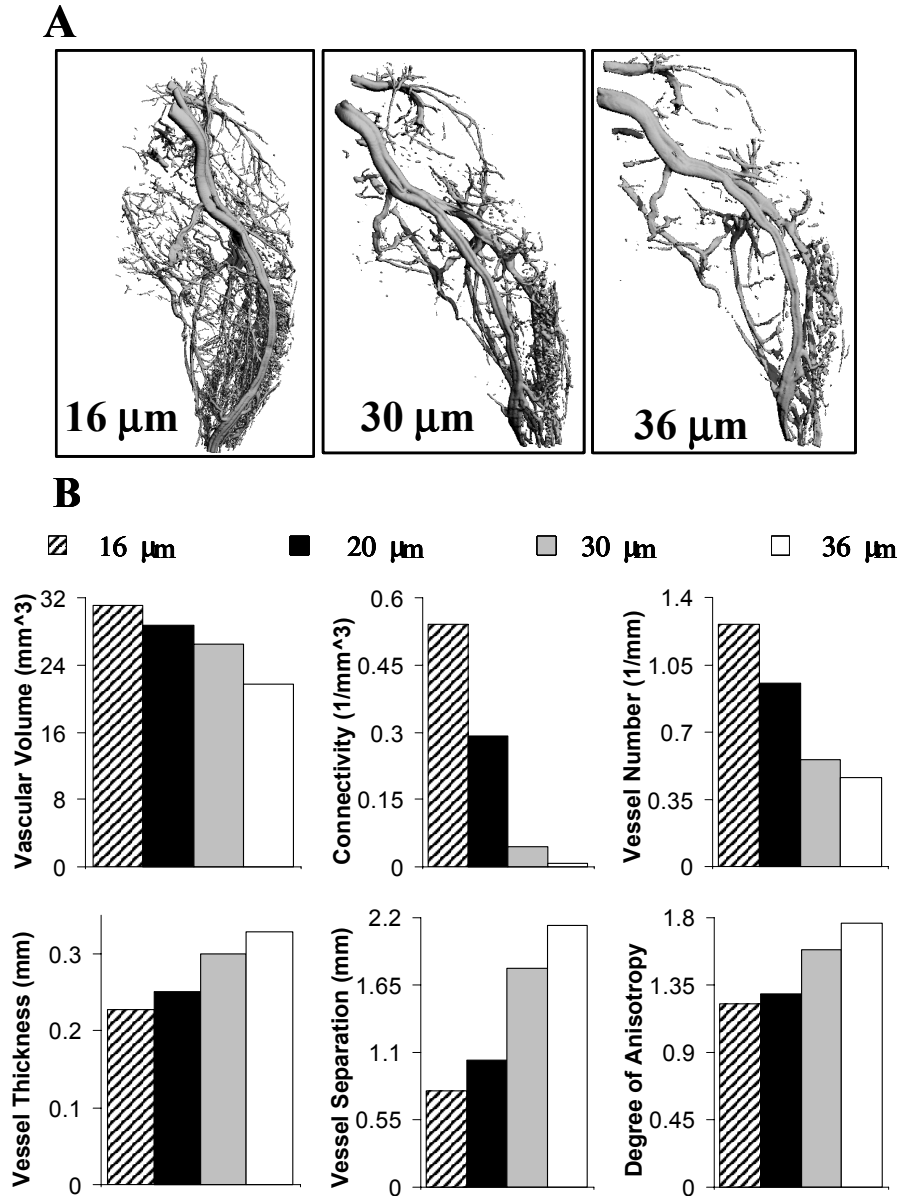 A
16 μm
30 μm
36 μm
B
16 μm
20 μm
30 μm
36 μm
Vascular Volume (mm^3)
32
24
16
8
0
Connectivity (1/mm^3)
0.6
0.45
0.3
0.15
0
Vessel Number (1/mm)
1.4
1.05
0.7
0.35
0
Vessel Thickness (mm)
0.3
0.2
0.1
0
Vessel Separation (mm)
2.2
1.65
1.1
0.55
0
Degree of Anisotropy
1.8
1.35
0.9
0.45
0